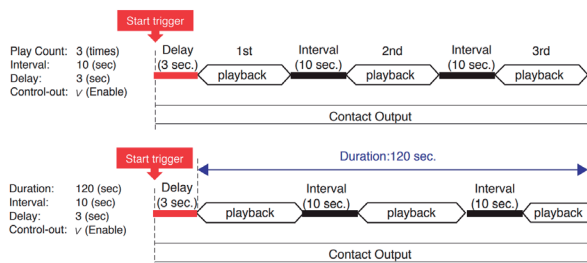 Start trigger
Play Count: 3 (times)
Interval: 10 (sec)
Delay: 3 (sec)
Control-out: v (Enable)
Delay
(3 sec.)
1st
playback
Interval
(10 sec.)
2nd
playback
Interval
(10 sec.)
3rd
playback
Contact Output
Start trigger
Duration:120 sec.
Duration: 120 (sec)
Interval: 10 (sec)
Delay: 3 (sec)
Control-out: v (Enable)
Delay
(3 sec.)
playback
Interval
(10 sec.)
playback
Interval
(10 sec.)
playback
Contact Output